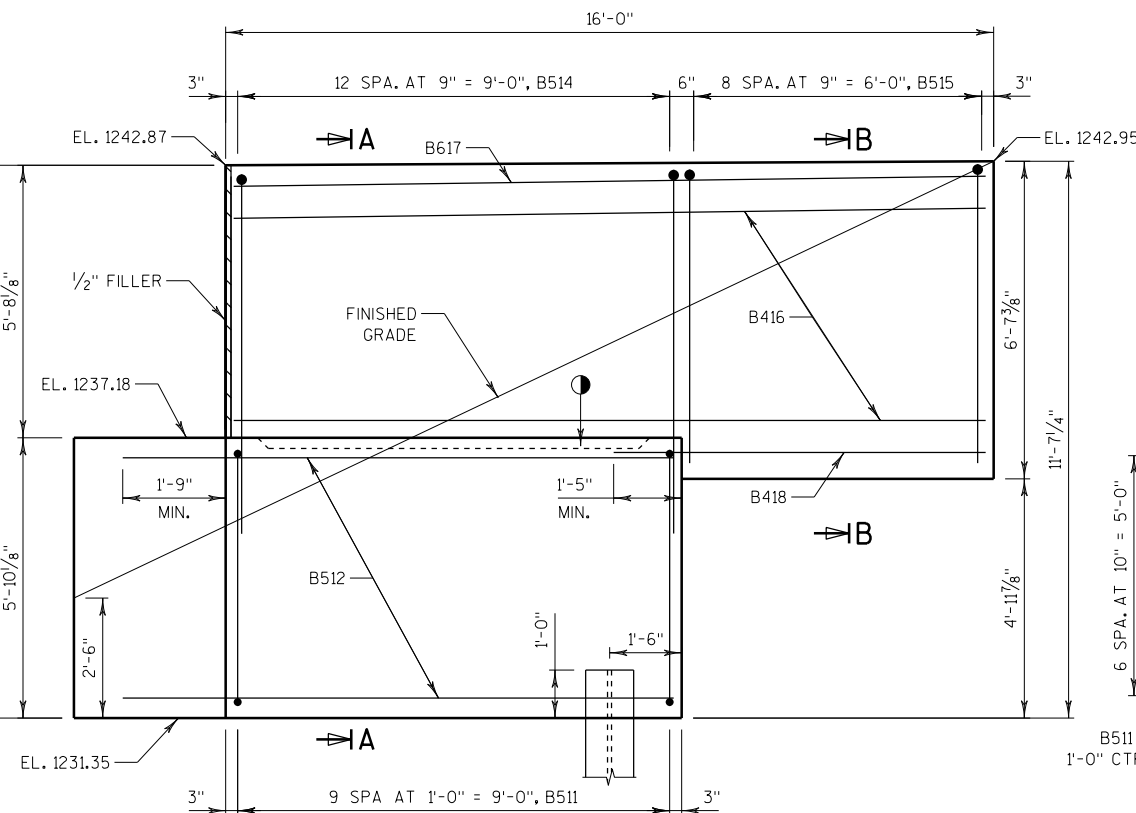 16'-0"
3" 12 SPA. AT 9" = 9'-0", B514 6" 8 SPA. AT 9" = 6'-0", B515 3"
EL. 1242.87 A B617 B EL. 1242.95
5'-8⅛"
½" FILLER
FINISHED
GRADE
B416
6'-7⅜"
11'-7¼"
EL. 1237.18
1'-9"
MIN.
1'-5"
MIN.
B418
B
6 SPA. AT 10" = 5'-0"
5'-10⅛"
B512
4'-11⅞"
2'-6"
1'-0"
1'-6"
A
EL. 1231.35
B511
1'-0"
3" 9 SPA AT 1'-0" = 9'-0", B511 3"